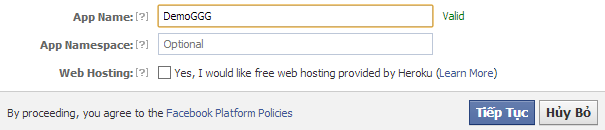 App Name: [?] DemoGGG Valid
App Namespace: [?] Optional
Web Hosting: [?] Yes, I would like free web hosting provided by Heroku (Learn More)
By proceeding, you agree to the Facebook Platform Policies Tiếp Tục Hủy Bỏ